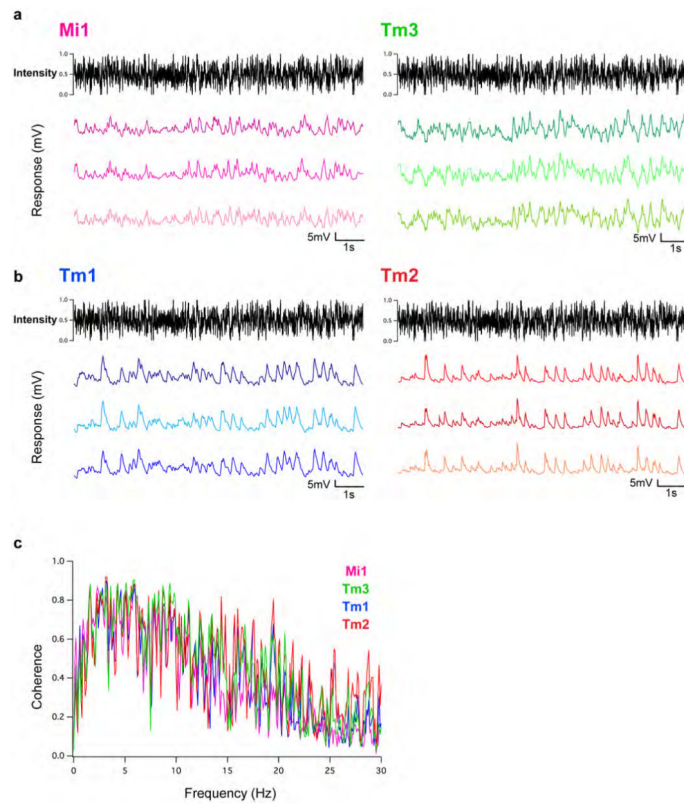 a
Mi1
Tm3
Intensity
1.0
0.5
0.0
1.0
0.5
0.0
Response (mV)
5mV
1s
5mV
1s
b
Tm1
Tm2
Intensity
1.0
0.5
0.0
1.0
0.5
0.0
Response (mV)
5mV
1s
5mV
1s
c
1.0
0.8
0.6
0.4
0.2
0.0
Coherence
Mi1
Tm3
Tm1
Tm2
0 5 10 15 20 25 30
Frequency (Hz)